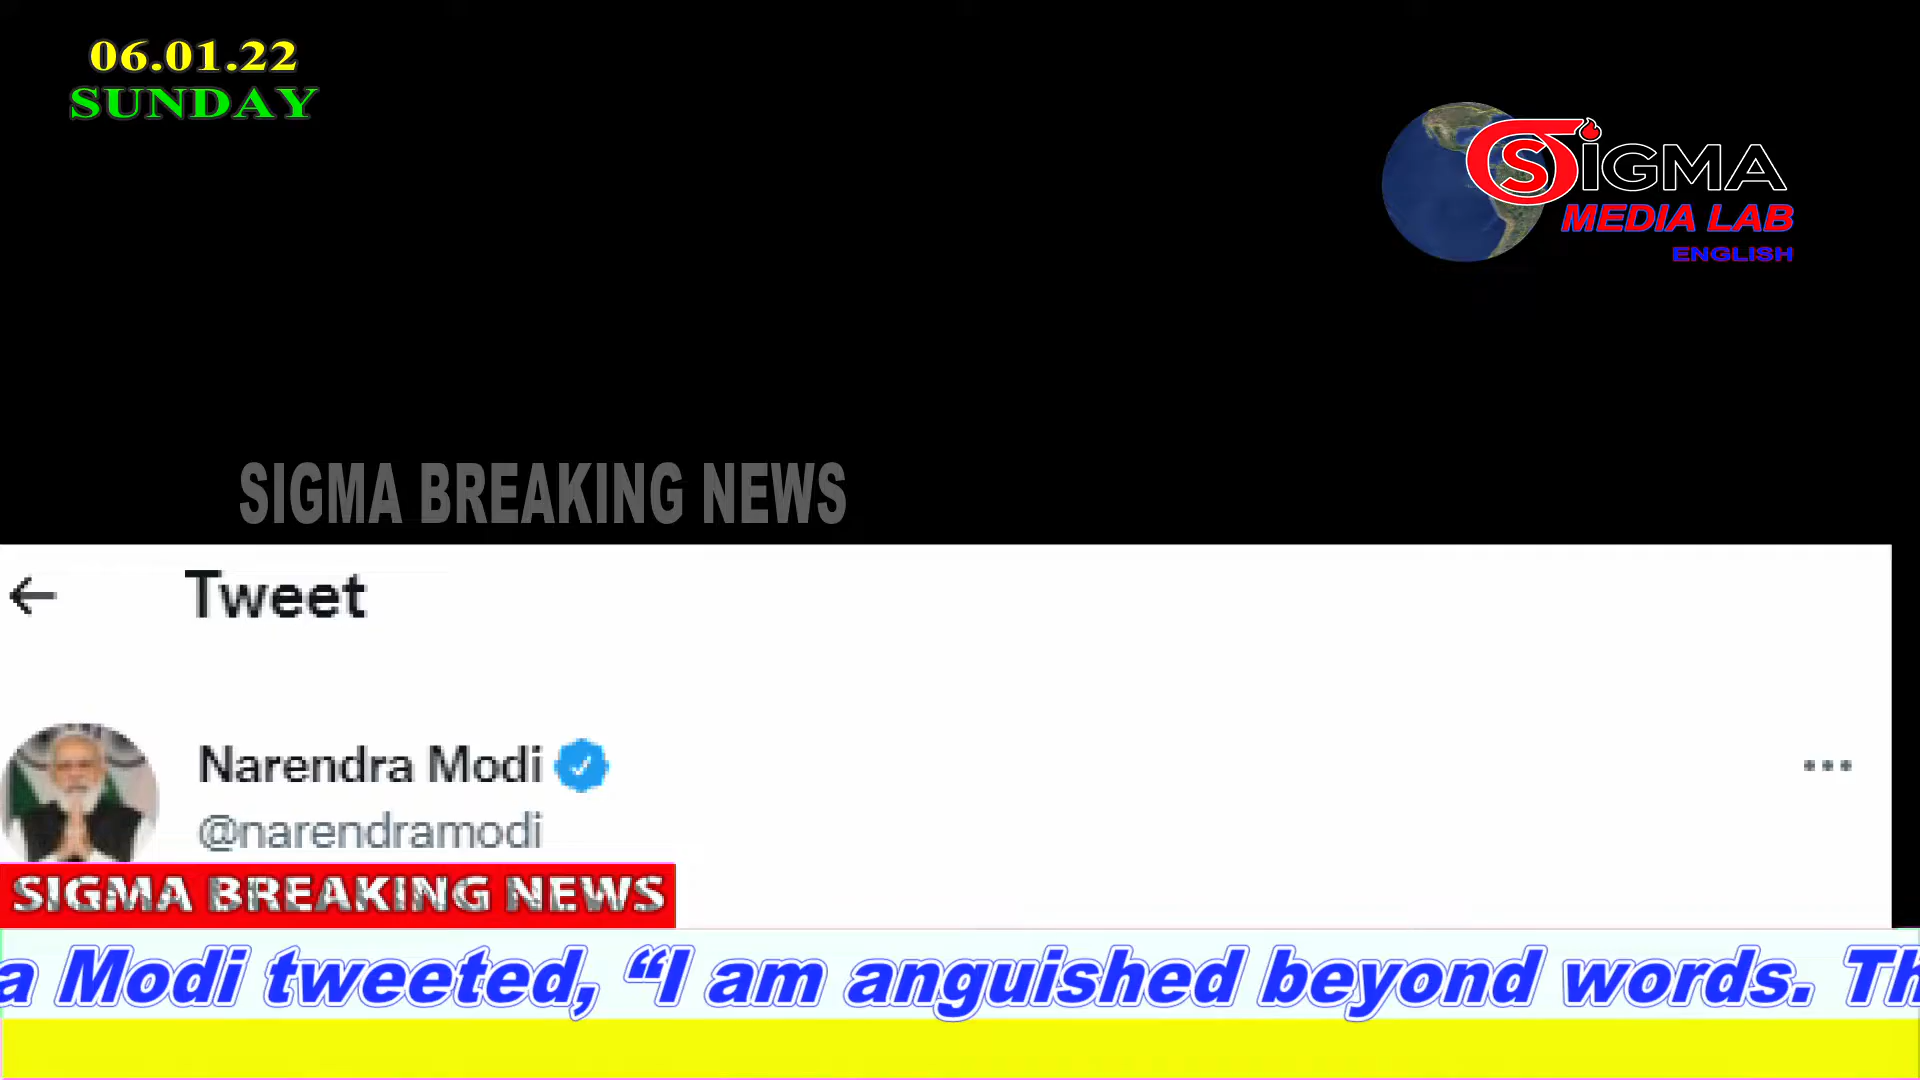 06.01.22
SUNDAY
SIGMA
MEDIA LAB
ENGLISH
SIGMA BREAKING NEWS
Tweet
Narendra Modi
@narendramodi
SIGMA BREAKING NEWS
a Modi tweeted, “I am anguished beyond words. Th